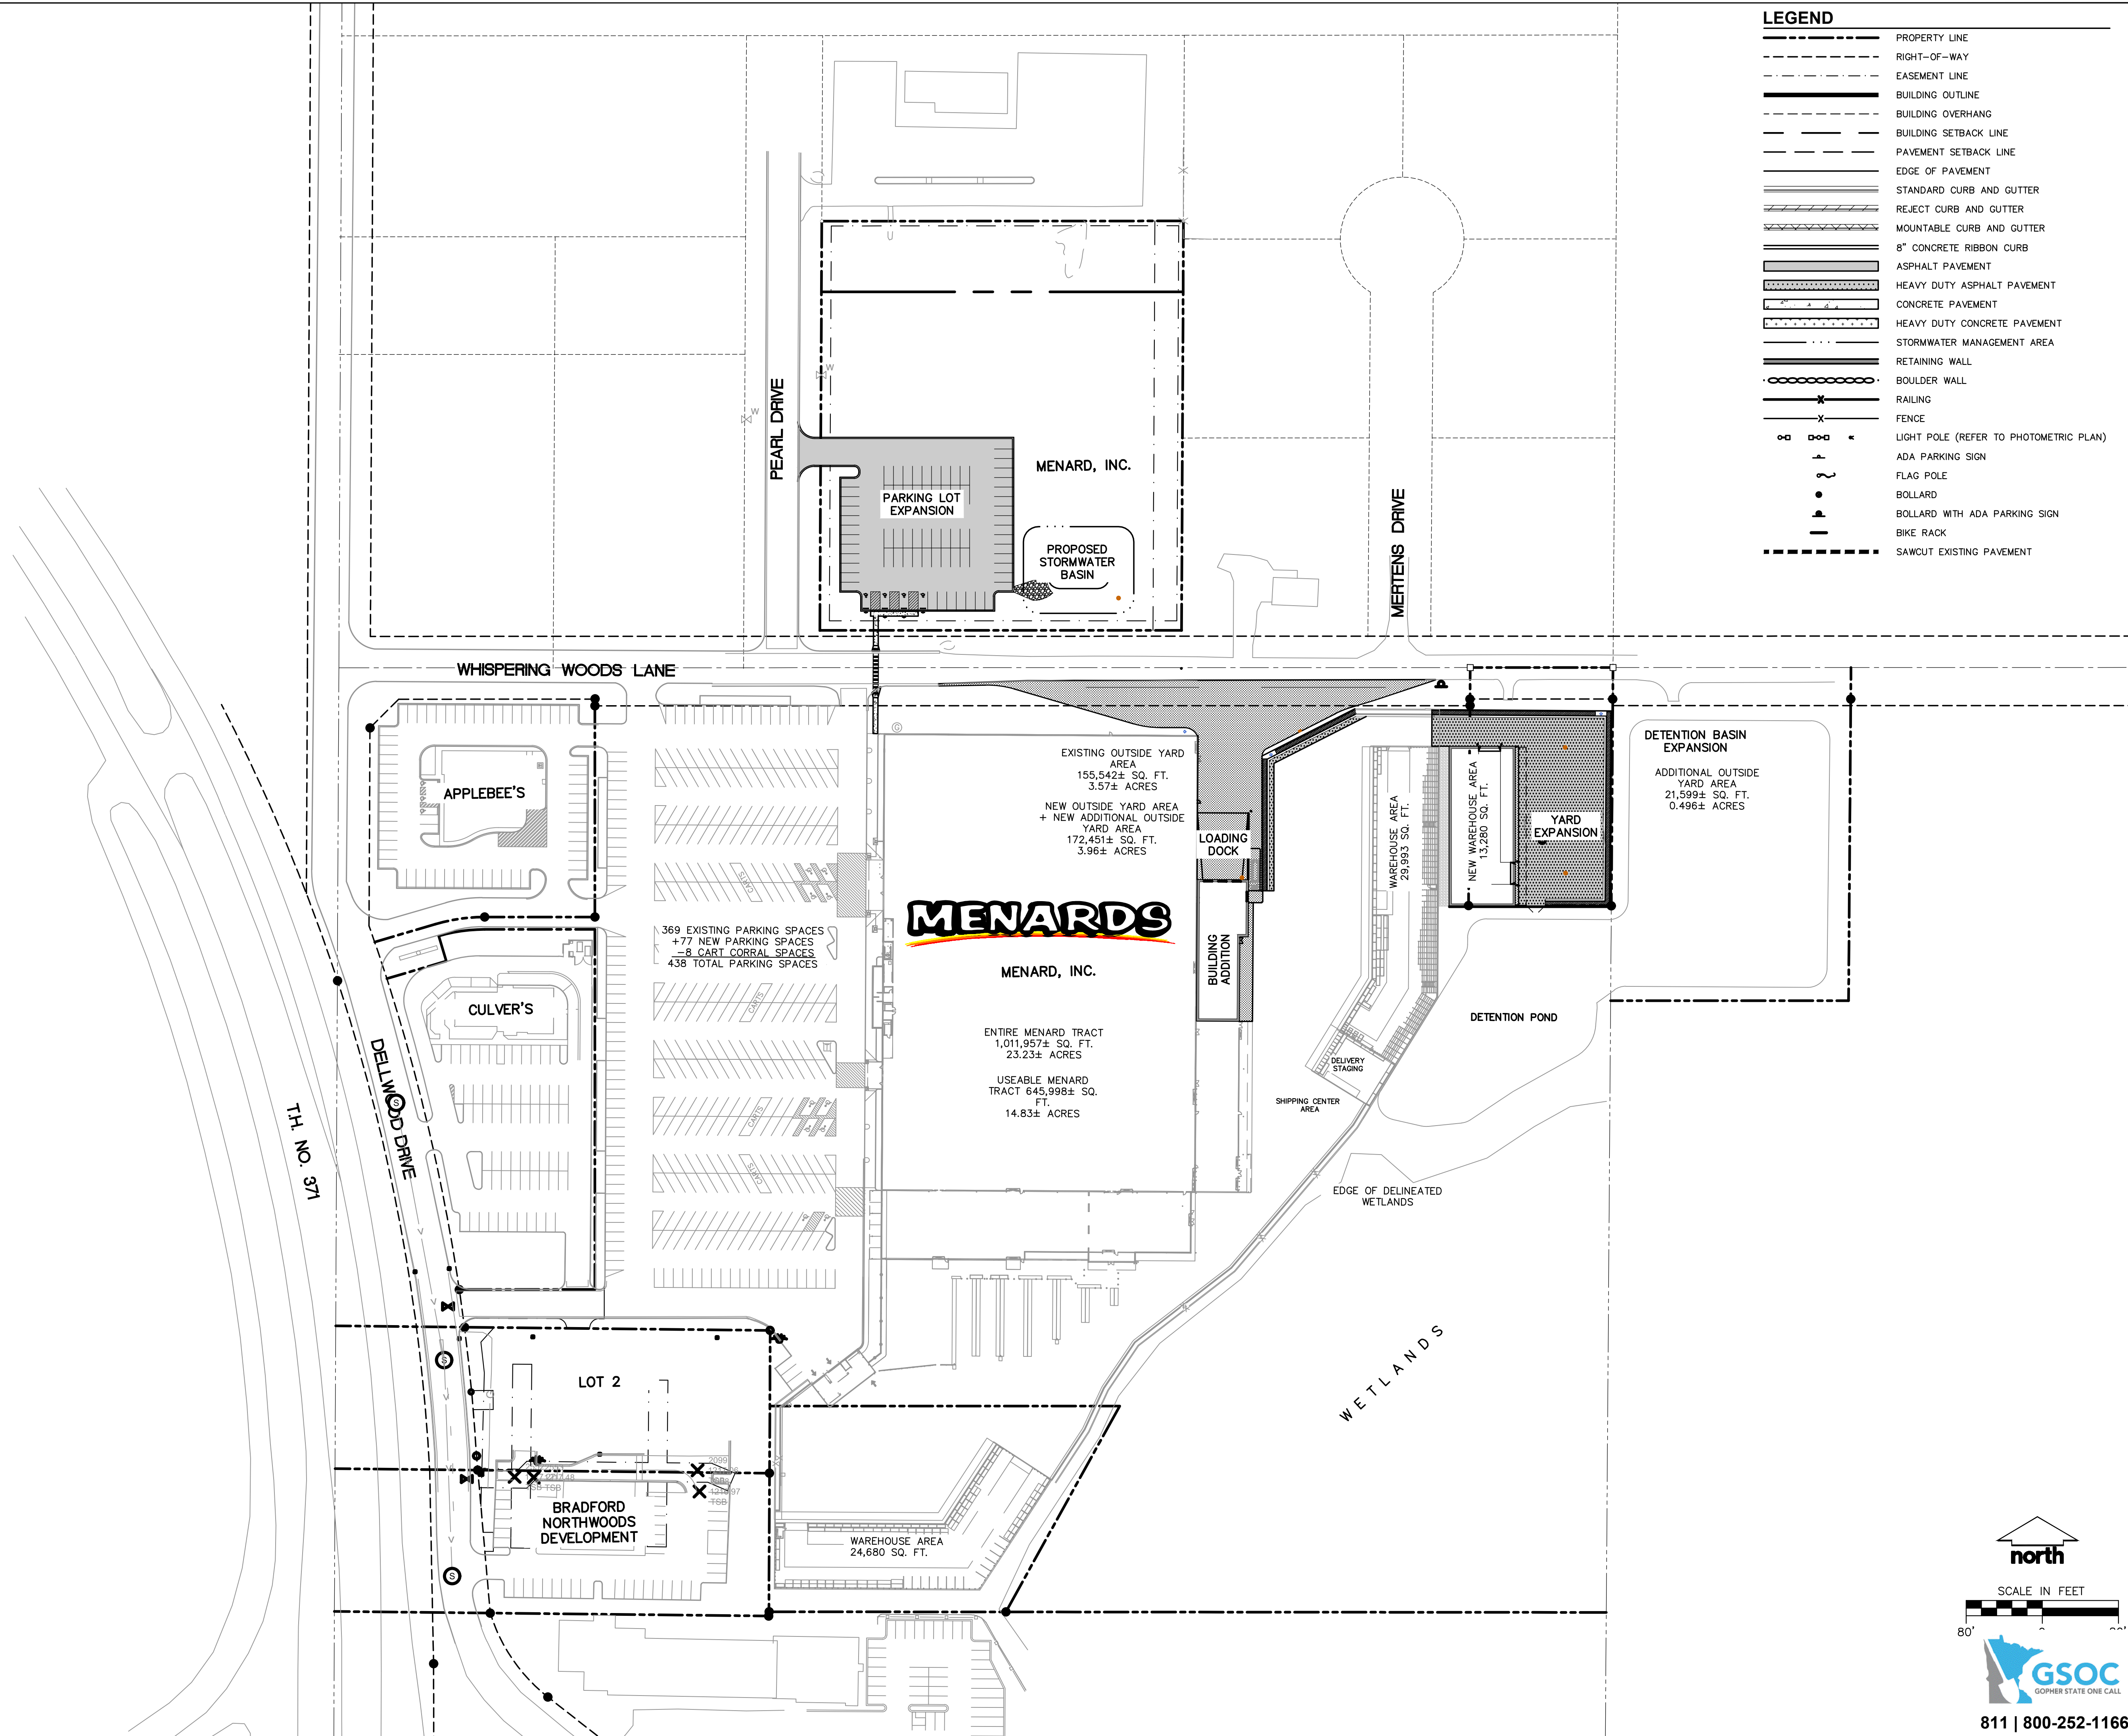 LEGEND
PROPERTY LINE
RIGHT-OF-WAY
EASEMENT LINE
BUILDING OUTLINE
BUILDING OVERHANG
BUILDING SETBACK LINE
PAVEMENT SETBACK LINE
EDGE OF PAVEMENT
STANDARD CURB AND GUTTER
REJECT CURB AND GUTTER
MOUNTABLE CURB AND GUTTER
8" CONCRETE RIBBON CURB
ASPHALT PAVEMENT
HEAVY DUTY ASPHALT PAVEMENT
CONCRETE PAVEMENT
HEAVY DUTY CONCRETE PAVEMENT
STORMWATER MANAGEMENT AREA
RETAINING WALL
BOULDER WALL
RAILING
FENCE
LIGHT POLE (REFER TO PHOTOMETRIC PLAN)
ADA PARKING SIGN
FLAG POLE
BOLLARD
BOLLARD WITH ADA PARKING SIGN
BIKE RACK
SAWCUT EXISTING PAVEMENT
PEARL DRIVE
W
W
MENARD, INC.
PARKING LOT
EXPANSION
PROPOSED
STORMWATER
BASIN
MERTENS DRIVE
WHISPERING WOODS LANE
G
APPLEBEE'S
EXISTING OUTSIDE YARD
AREA
155,542± SQ. FT.
3.57± ACRES
NEW OUTSIDE YARD AREA
+ NEW ADDITIONAL OUTSIDE
YARD AREA
172,451± SQ. FT.
3.96± ACRES
LOADING
DOCK
WAREHOUSE AREA
29,993 SQ. FT.
NEW WAREHOUSE AREA
13,280 SQ. FT.
YARD
EXPANSION
DETENTION BASIN
EXPANSION
ADDITIONAL OUTSIDE
YARD AREA
21,599± SQ. FT.
0.496± ACRES
CARTS
369 EXISTING PARKING SPACES
+77 NEW PARKING SPACES
-8 CART CORRAL SPACES
438 TOTAL PARKING SPACES
MENARDS
MENARD, INC.
BUILDING
ADDITION
CULVER'S
CARTS
ENTIRE MENARD TRACT
1,011,957± SQ. FT.
23.23± ACRES
USEABLE MENARD
TRACT 645,998± SQ.
FT.
14.83± ACRES
DETENTION POND
DELIVERY
STAGING
SHIPPING CENTER
AREA
DELLWOOD DRIVE
S
T.H. NO. 371
CARTS
CARTS
EDGE OF DELINEATED
WETLANDS
WETLANDS
S
LOT 2
2099
TSB
TSB
TSB
BRADFORD
NORTHWOODS
DEVELOPMENT
S
WAREHOUSE AREA
24,680 SQ. FT.
north
SCALE IN FEET
80'
GSOC
GOPHER STATE ONE CALL
811 | 800-252-1166